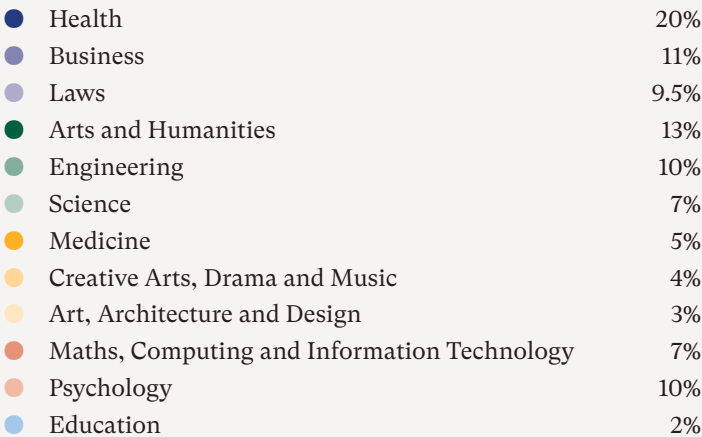 Health 20%
Business 11%
Laws 9.5%
Arts and Humanities 13%
Engineering 10%
Science 7%
Medicine 5%
Creative Arts, Drama and Music 4%
Art, Architecture and Design 3%
Maths, Computing and Information Technology 7%
Psychology 10%
Education 2%